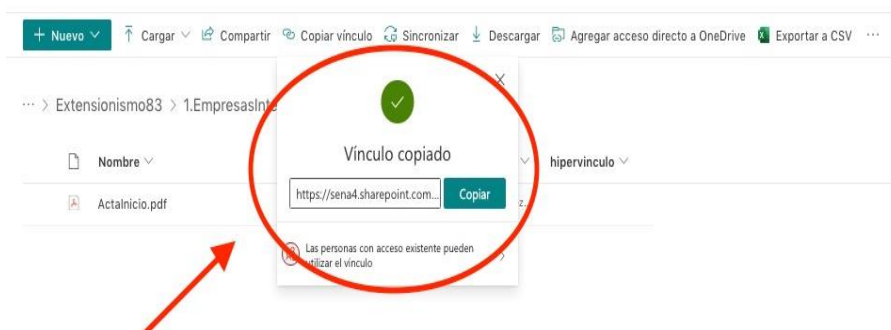 + Nuevo Cargar Compartir Copiar vínculo Sincronizar Descargar Agregar acceso directo a OneDrive Exportar a CSV ...
... > Extensionismo83 > 1.EmpresasInte
Vínculo copiado
Nombre hipervinculo
https://sena4.sharepoint.com... Copiar
ActaInicio.pdf z...
Las personas con acceso existente pueden
utilizar el vínculo